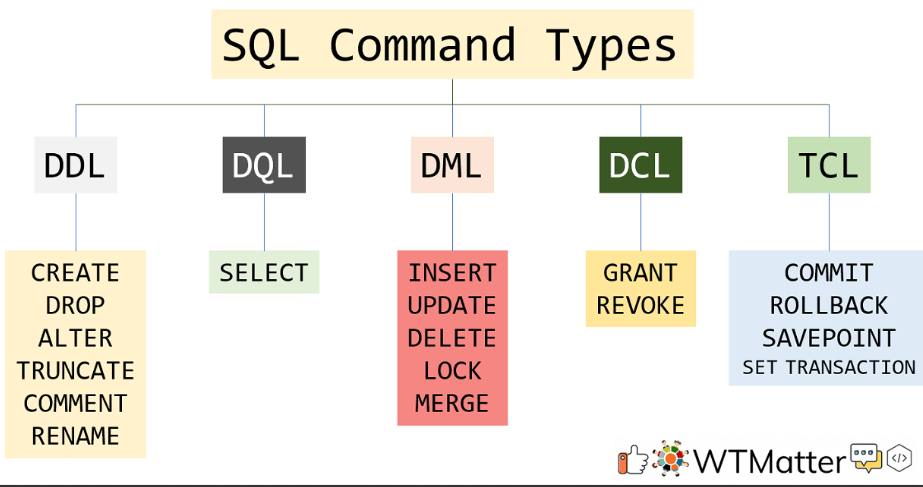 SQL Command Types
DDL
DQL
DML
DCL
TCL
CREATE
DROP
ALTER
TRUNCATE
COMMENT
RENAME
SELECT
INSERT
UPDATE
DELETE
LOCK
MERGE
GRANT
REVOKE
COMMIT
ROLLBACK
SAVEPOINT
SET TRANSACTION
WTMatter